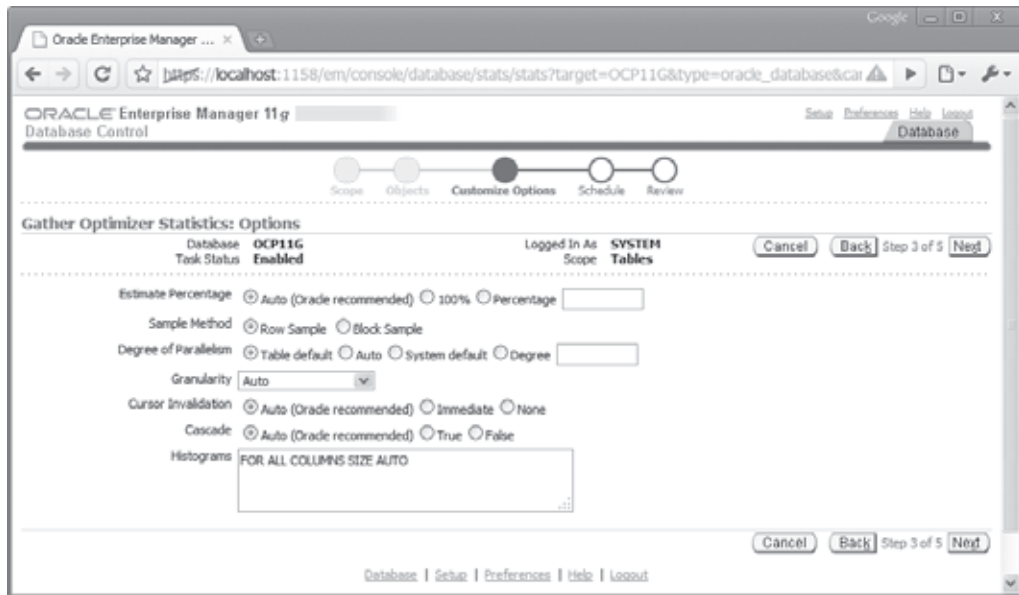 Google
Oracle Enterprise Manager ...
https://localhost:1158/em/console/database/stats/stats?target=OCP11G&type=oracle_database&car
ORACLE Enterprise Manager 11g
Database Control
Setup Preferences Help Logout
Database
Scope Objects Customize Options Schedule Review
Gather Optimizer Statistics: Options
Database OCP11G
Task Status Enabled
Logged In As SYSTEM
Scope Tables
Cancel Back Step 3 of 5 Next
Estimate Percentage Auto (Oracle recommended) 100% Percentage
Sample Method Row Sample Block Sample
Degree of Parallelism Table default Auto System default Degree
Granularity Auto
Cursor Invalidation Auto (Oracle recommended) Immediate None
Cascade Auto (Oracle recommended) True False
Histograms FOR ALL COLUMNS SIZE AUTO
Cancel Back Step 3 of 5 Next
Database | Setup | Preferences | Help | Logout